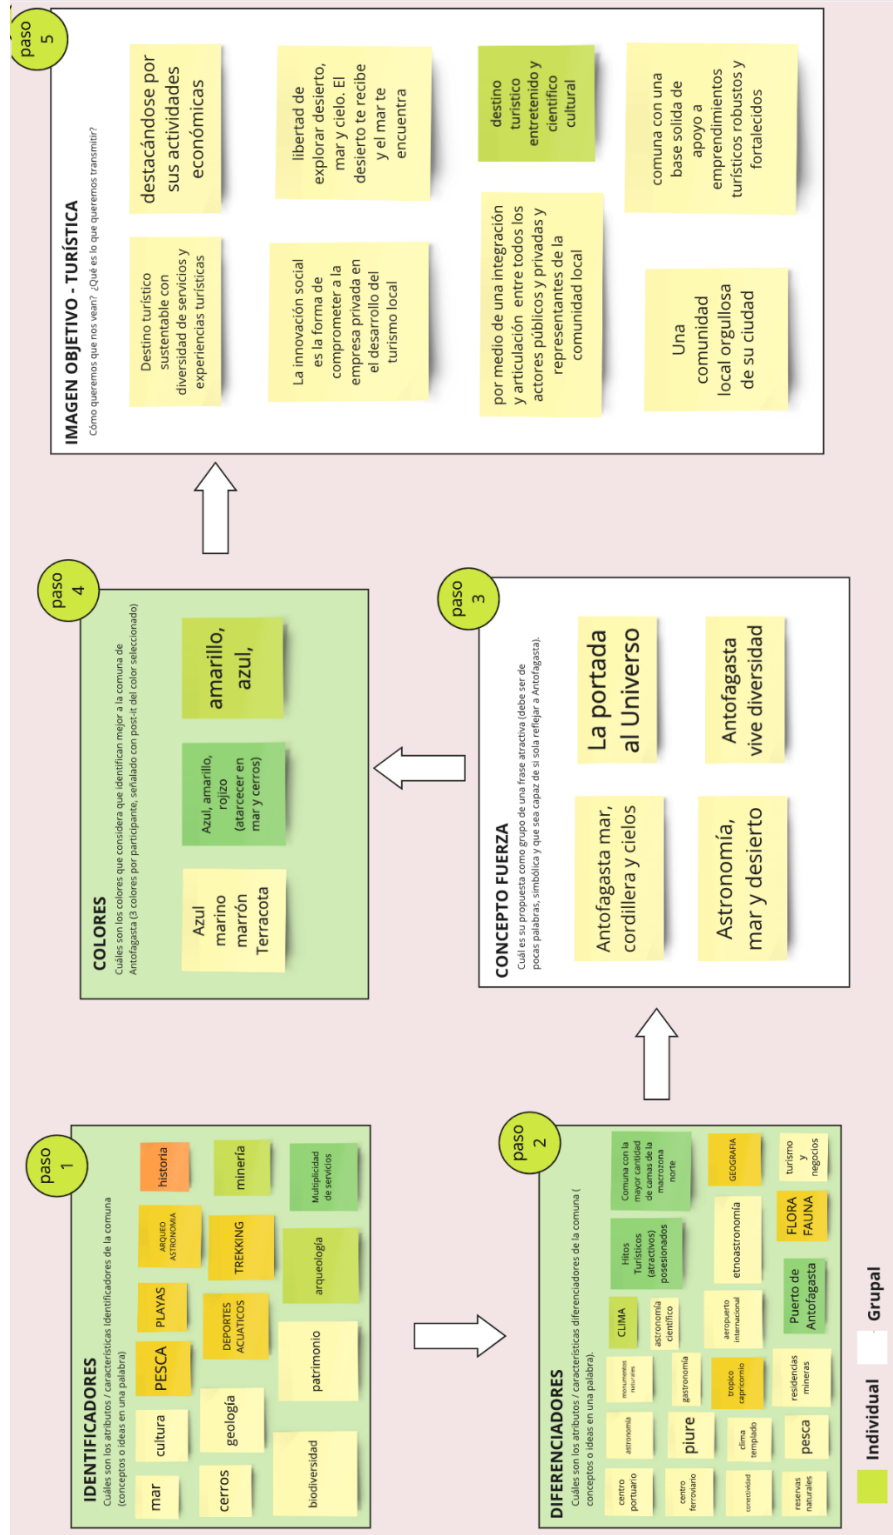 paso
1
IDENTIFICADORES
Cuáles son los atributos / características Identificadores de la comuna
(conceptos o ideas en una palabra)
mar
cultura
PESCA
PLAYAS
ARQUEO
ASTRONOMIA
historia
cerros
geología
DEPORTES
ACUATICOS
TREKKING
minería
biodiversidad
patrimonio
arqueología
Multiplicidad
de servicios
paso
2
DIFERENCIADORES
Cuáles son los atributos / características diferenciadores de la comuna (
conceptos o ideas en una palabra).
centro
portuario
astronomía
monumentos
naturales
CLIMA
Hitos
Turísticos
(atractivos)
posesionados
Comuna con la
mayor cantidad
de camas de la
macrozona
norte
centro
ferroviario
piure
gastronomía
astronomía
científico
conectividad
clima
templado
tropico
capricornio
aeropuerto
internacional
etnoastronomía
GEOGRAFIA
reservas
naturales
pesca
residencias
mineras
Puerto de
Antofagasta
FLORA
FAUNA
turismo
y
negocios
paso
3
CONCEPTO FUERZA
Cuál es su propuesta como grupo de una frase atractiva (debe ser de
pocas palabras, simbólica y que sea capaz de si sola reflejar a Antofagasta).
Antofagasta mar,
cordillera y cielos
La portada
al Universo
Astronomía,
mar y desierto
Antofagasta
vive diversidad
paso
4
COLORES
Cuáles son los colores que considera que identifican mejor a la comuna de
Antofagasta (3 colores por participante, señalado con post-it del color seleccionado)
Azul
marino
marrón
Terracota
Azul, amarillo,
rojizo
(atarcecer en
mar y cerros)
amarillo,
azul,
paso
5
IMAGEN OBJETIVO - TURÍSTICA
Cómo queremos que nos vean? ¿Qué es lo que queremos transmitir?
Destino turístico
sustentable con
diversidad de servicios y
experiencias turísticas
destacándose por
sus actividades
económicas
La innovación social
es la forma de
comprometer a la
empresa privada en
el desarrollo del
turismo local
libertad de
explorar desierto,
mar y cielo. El
desierto te recibe
y el mar te
encuentra
por medio de una integración
y articulación entre todos los
actores públicos y privadas y
representantes de la
comunidad local
destino
turistico
entretenido y
cientifico
cultural
Una
comunidad
local orgullosa
de su ciudad
comuna con una
base solida de
apoyo a
emprendimientos
turísticos robustos y
fortalecidos
Individual
Grupal